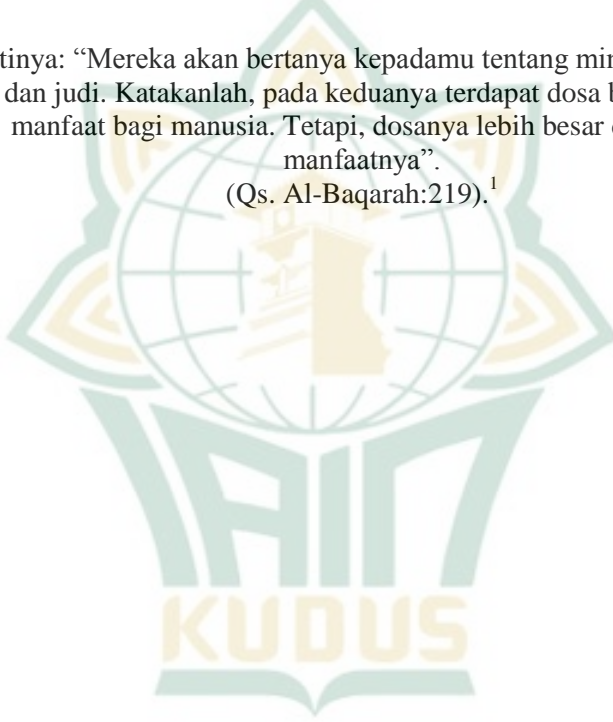 tinya: “Mereka akan bertanya kepadamu tentang
dan judi. Katakanlah, pada keduanya terdapat dosa
manfaat bagi manusia. Tetapi, dosanya lebih besar
manfaatnya”.
(Qs. Al-Baqarah:219).1
IAIN
KUDUS